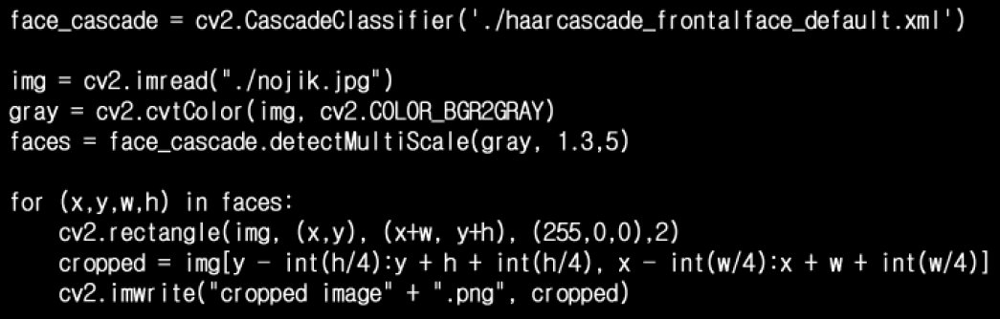 face_cascade = cv2.CascadeClassifier('./haarcascade_frontalface_default.xml')
img = cv2.imread("./nojik.jpg")
gray = cv2.cvtColor(img, cv2.COLOR_BGR2GRAY)
faces = face_cascade.detectMultiScale(gray, 1.3,5)
for (x,y,w,h) in faces:
    cv2.rectangle(img, (x,y), (x+w, y+h), (255,0,0),2)
    cropped = img[y - int(h/4):y + h + int(h/4), x - int(w/4):x + w + int(w/4)]
    cv2.imwrite("cropped image" + ".png", cropped)